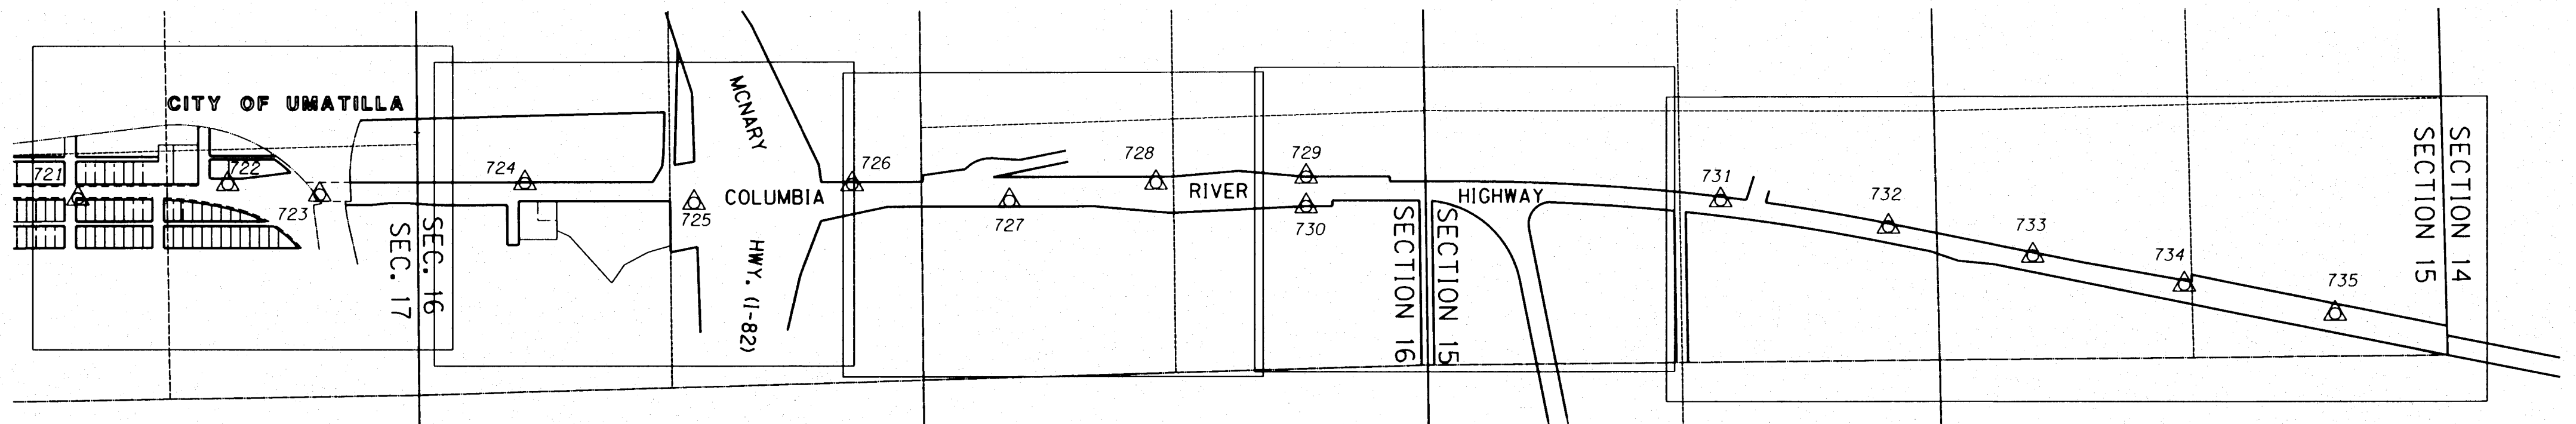 CITY OF UMATILLA
721
722
723
SEC. 17
SEC. 16
724
725
MCNARY
HWY. (I-82)
COLUMBIA RIVER HIGHWAY
726
727
728
729
730
SECTION 16
SECTION 15
731
732
733
734
735
SECTION 15
SECTION 14